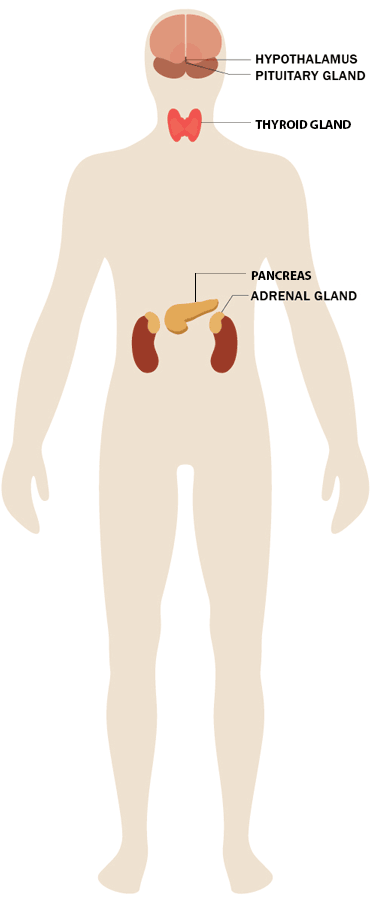 HYPOTHALAMUS
PITUITARY GLAND
THYROID GLAND
PANCREAS
ADRENAL GLAND